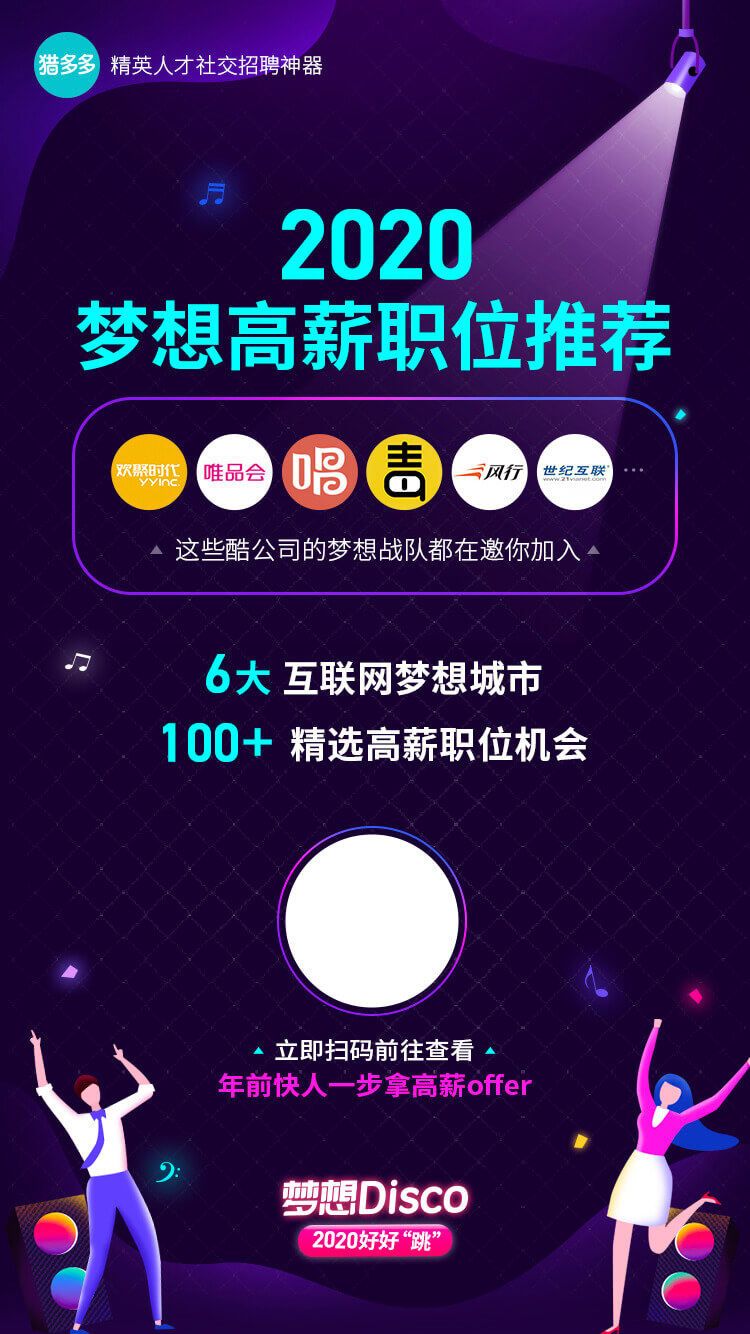 猎多多
精英人才社交招聘神器
2020
梦想高薪职位推荐
欢聚时代
YYInc.
唯品会
唱
毒
风行
世纪互联
www.21vianet.com
...
这些酷公司的梦想战队都在邀你加入
6大 互联网梦想城市
100+ 精选高薪职位机会
立即扫码前往查看
年前快人一步拿高薪offer
梦想Disco
2020好好“跳”